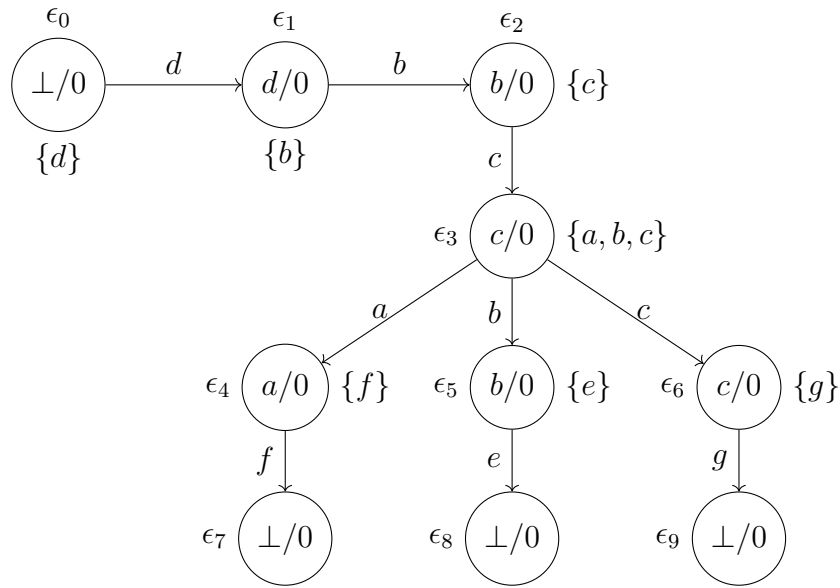 ϵ0 ϵ1 ϵ2
⊥/0 d d/0 b b/0 {c}
{d} {b}
c
ϵ3 c/0 {a, b, c}
a b c
ϵ4 a/0 {f} ϵ5 b/0 {e} ϵ6 c/0 {g}
f e g
ϵ7 ⊥/0 ϵ8 ⊥/0 ϵ9 ⊥/0